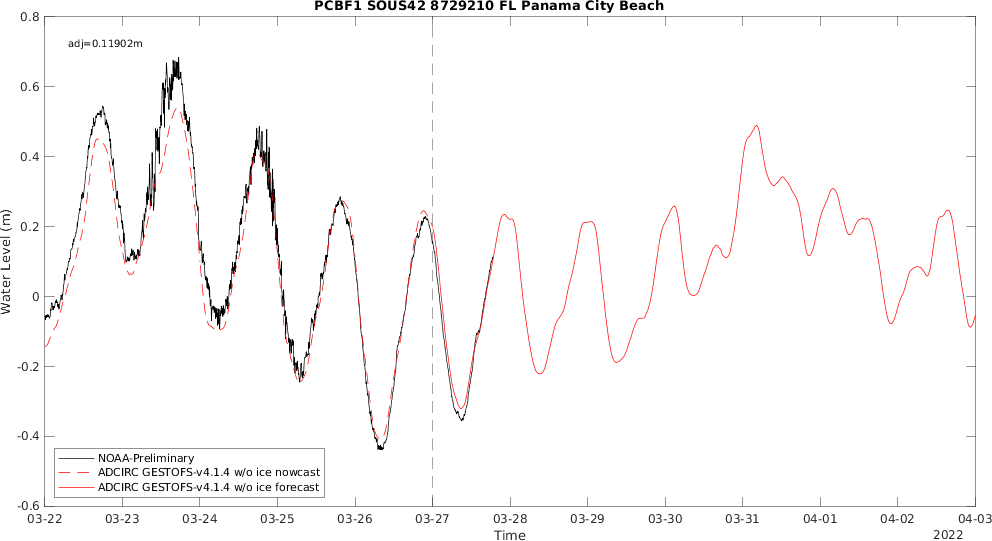 PCBF1 SOUS42 8729210 FL Panama City Beach
adj=0.11902m
Water Level (m)
0.8
0.6
0.4
0.2
0
-0.2
-0.4
-0.6
NOAA-Preliminary
ADCIRC GESTOFS-v4.1.4 w/o ice nowcast
ADCIRC GESTOFS-v4.1.4 w/o ice forecast
03-22 03-23 03-24 03-25 03-26 03-27 03-28 03-29 03-30 03-31 04-01 04-02 04-03
Time
2022